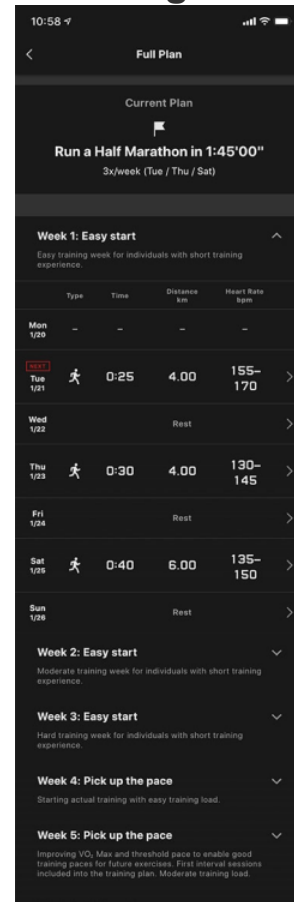 10:58
Full Plan
Current Plan
Run a Half Marathon in 1:45'00"
3x/week (Tue / Thu / Sat)
Week 1: Easy start
Easy training week for individuals with short training
experience.
Type Time Distance km Heart Rate bpm
Mon 1/20 – – – –
NEXT
Tue 1/21 0:25 4.00 155–170
Wed 1/22 Rest
Thu 1/23 0:30 4.00 130–145
Fri 1/24 Rest
Sat 1/25 0:40 6.00 135–150
Sun 1/26 Rest
Week 2: Easy start
Moderate training week for individuals with short training
experience.
Week 3: Easy start
Hard training week for individuals with short training
experience.
Week 4: Pick up the pace
Starting actual training with easy training load.
Week 5: Pick up the pace
Improving VO₂ Max and threshold pace to enable good
training paces for future exercises. First interval sessions
included into the training plan. Moderate training load.